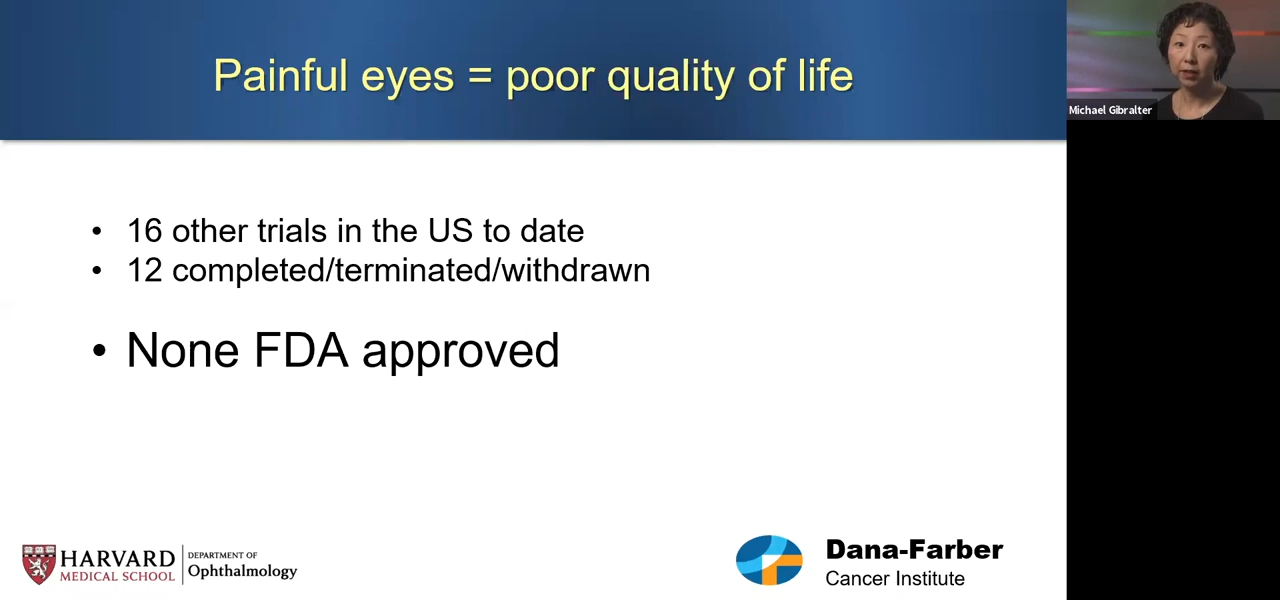 Painful eyes = poor quality of life
Michael Gibralter
• 16 other trials in the US to date
• 12 completed/terminated/withdrawn
• None FDA approved
HARVARD
MEDICAL SCHOOL
DEPARTMENT OF
Ophthalmology
Dana-Farber
Cancer Institute